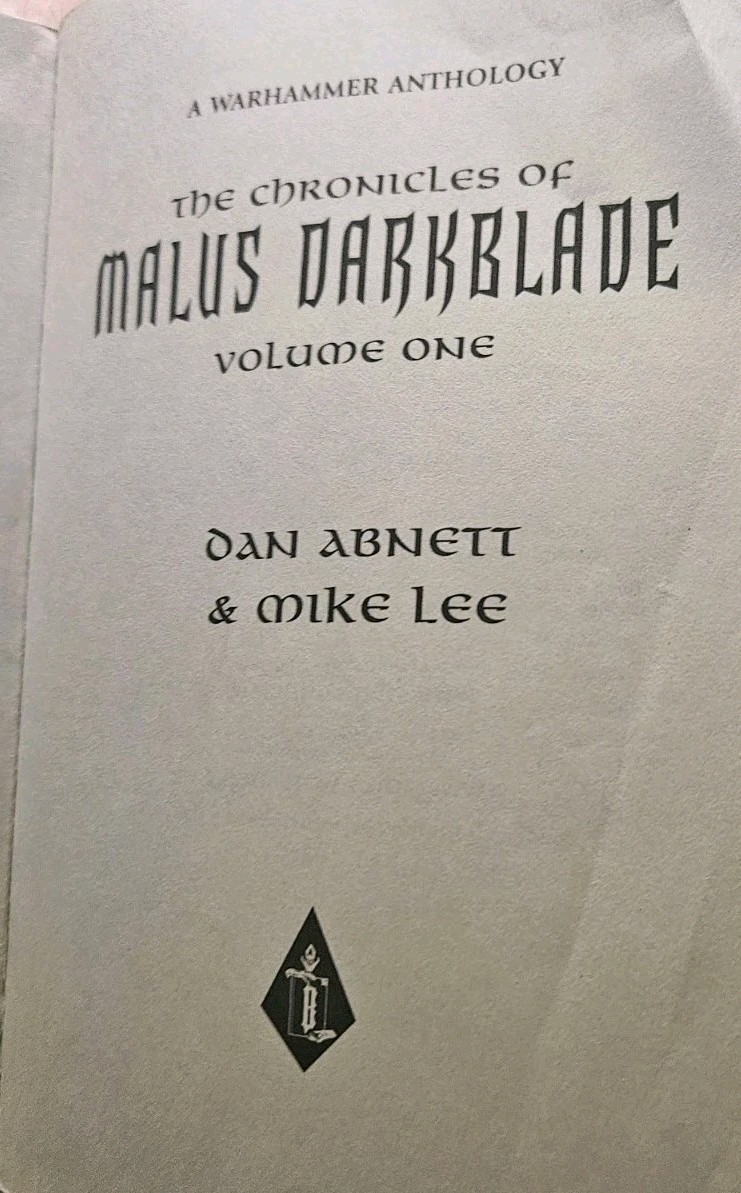 A WARHAMMER ANTHOLOGY
The Chronicles of
MALUS DARKBLADE
Volume One
Dan Abnett
& Mike Lee
B
L